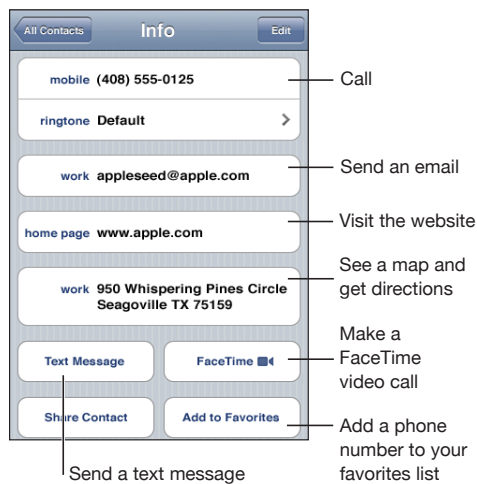 All Contacts Info Edit
mobile (408) 555-0125
Call
ringtone Default
work appleseed@apple.com
Send an email
home page www.apple.com
Visit the website
work 950 Whispering Pines Circle
Seagoville TX 75159
See a map and
get directions
Text Message
FaceTime
Make a
FaceTime
video call
Share Contact
Add to Favorites
Add a phone
number to your
favorites list
Send a text message